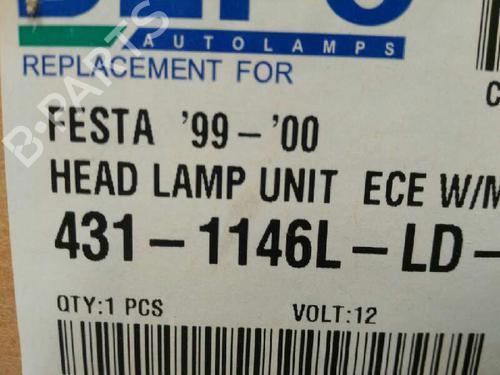 DEPO
AUTOLAMPS
REPLACEMENT FOR
C
FESTA '99-'00
HEAD LAMP UNIT ECE W/M
431-1146L-LD-
QTY:1 PCS VOLT:12
B-PARTS